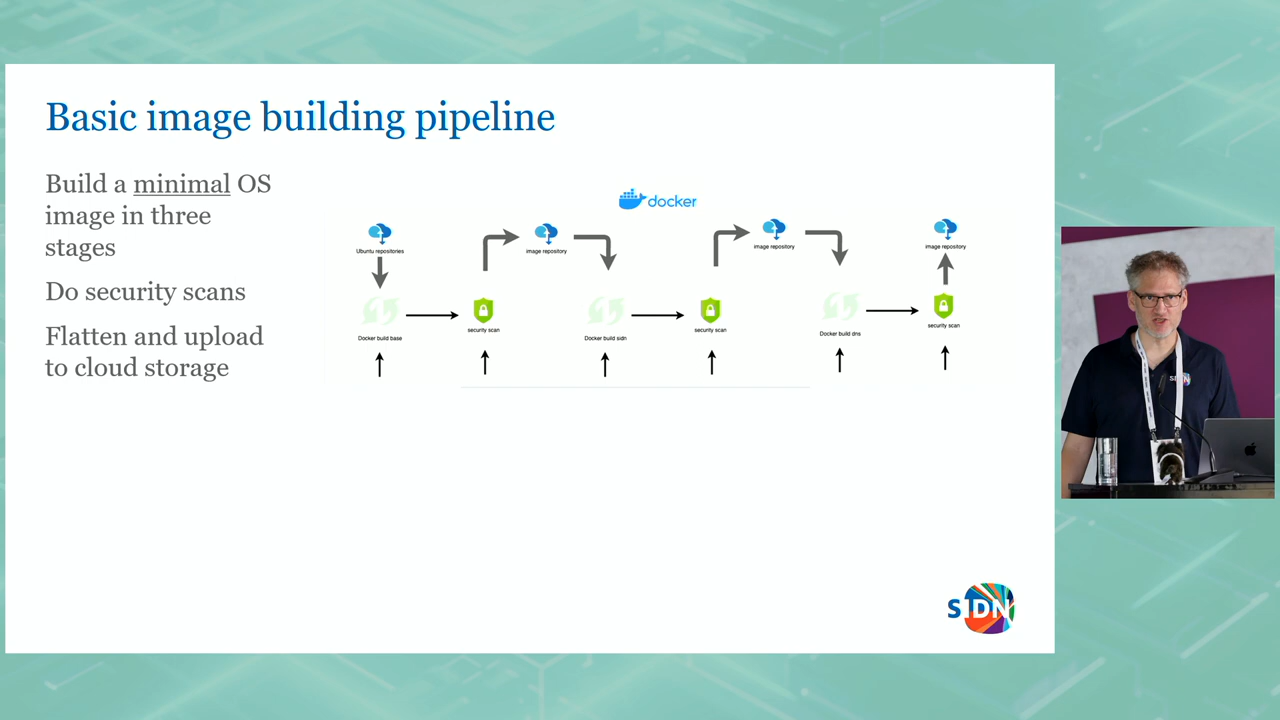 Basic image building pipeline
Build a minimal OS
image in three
stages
Do security scans
Flatten and upload
to cloud storage
docker
Ubuntu repositories
image repository
image repository
image repository
Docker build base
security scan
Docker build sidn
security scan
Docker build dns
security scan
SIDN
SIDN